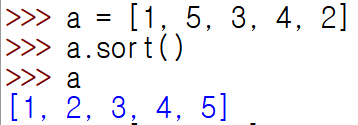 >>> a = [1, 5, 3, 4, 2]
>>> a.sort()
>>> a
[1, 2, 3, 4, 5]